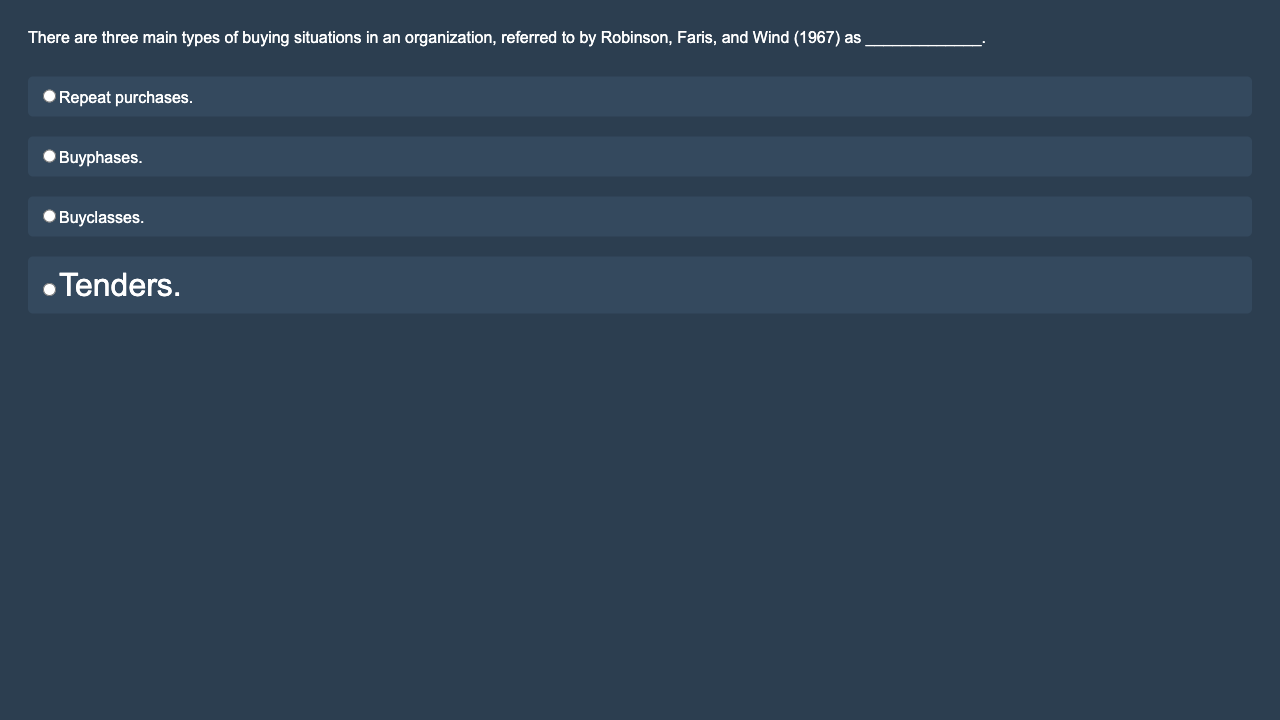 There are three main types of buying situations in an organization, referred to by Robinson, Faris, and Wind (1967) as _____________.
Repeat purchases.
Buyphases.
Buyclasses.
Tenders.